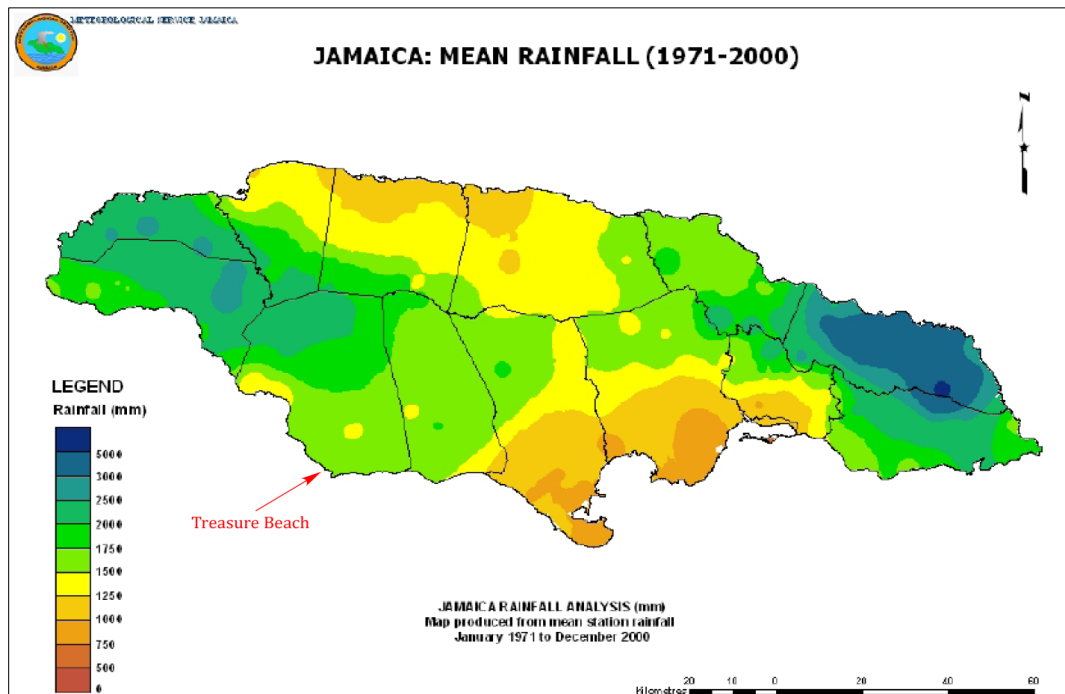 METEOROLOGICAL SERVICE JAMAICA
JAMAICA: MEAN RAINFALL (1971-2000)
N
LEGEND
Rainfall (mm)
5000
3000
2500
2000
1750
1500
1250
1000
750
500
0
Treasure Beach
JAMAICA RAINFALL ANALYSIS (mm)
Map produced from mean station rainfall
January 1971 to December 2000
20 10 0 20 40 60
Kilometres